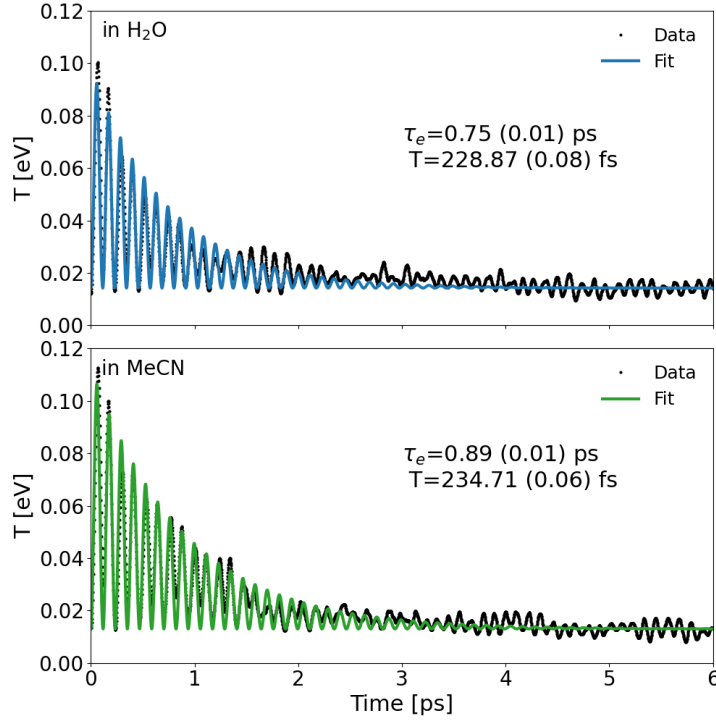 in H₂O
Data
Fit
τₑ=0.75 (0.01) ps
T=228.87 (0.08) fs
T [eV]
0.12
0.10
0.08
0.06
0.04
0.02
0.00
in MeCN
Data
Fit
τₑ=0.89 (0.01) ps
T=234.71 (0.06) fs
T [eV]
0.12
0.10
0.08
0.06
0.04
0.02
0.00
0 1 2 3 4 5 6
Time [ps]